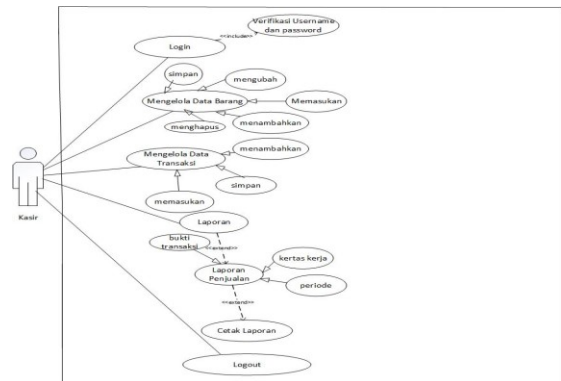 Verifikasi Username
dan password
<<include>>
Login
simpan
mengubah
Mengelola Data Barang
Memasukan
menghapus
menambahkan
menambahkan
Mengelola Data
Transaksi
simpan
memasukan
Kasir
Laporan
bukti
transaksi
<<extend>>
kertas kerja
Laporan
Penjualan
periode
<<extend>>
Cetak Laporan
Logout